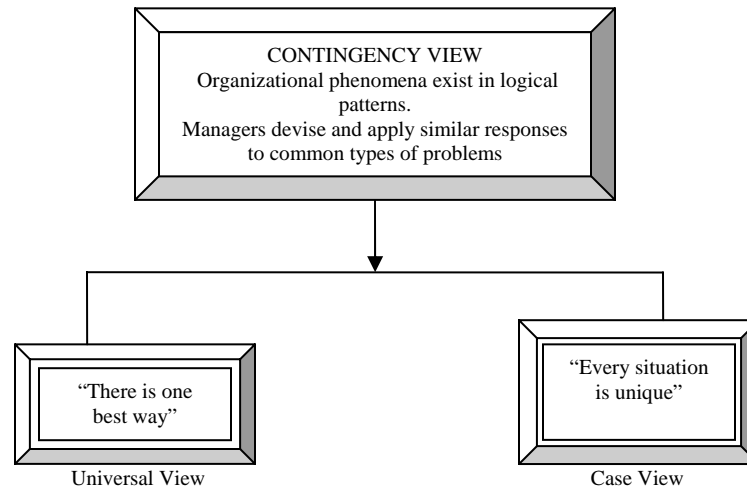 CONTINGENCY VIEW
Organizational phenomena exist in logical
patterns.
Managers devise and apply similar responses
to common types of problems
“There is one
best way”
Universal View
“Every situation
is unique”
Case View